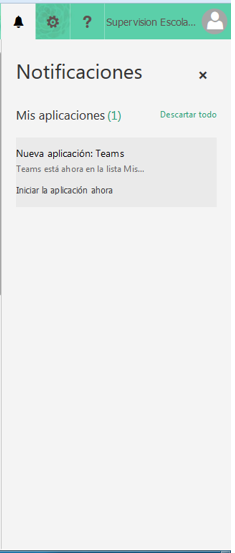 ? Supervision Escola...
Notificaciones ×
Mis aplicaciones (1) Descartar todo
Nueva aplicación: Teams
Teams está ahora en la lista Mis...
Iniciar la aplicación ahora